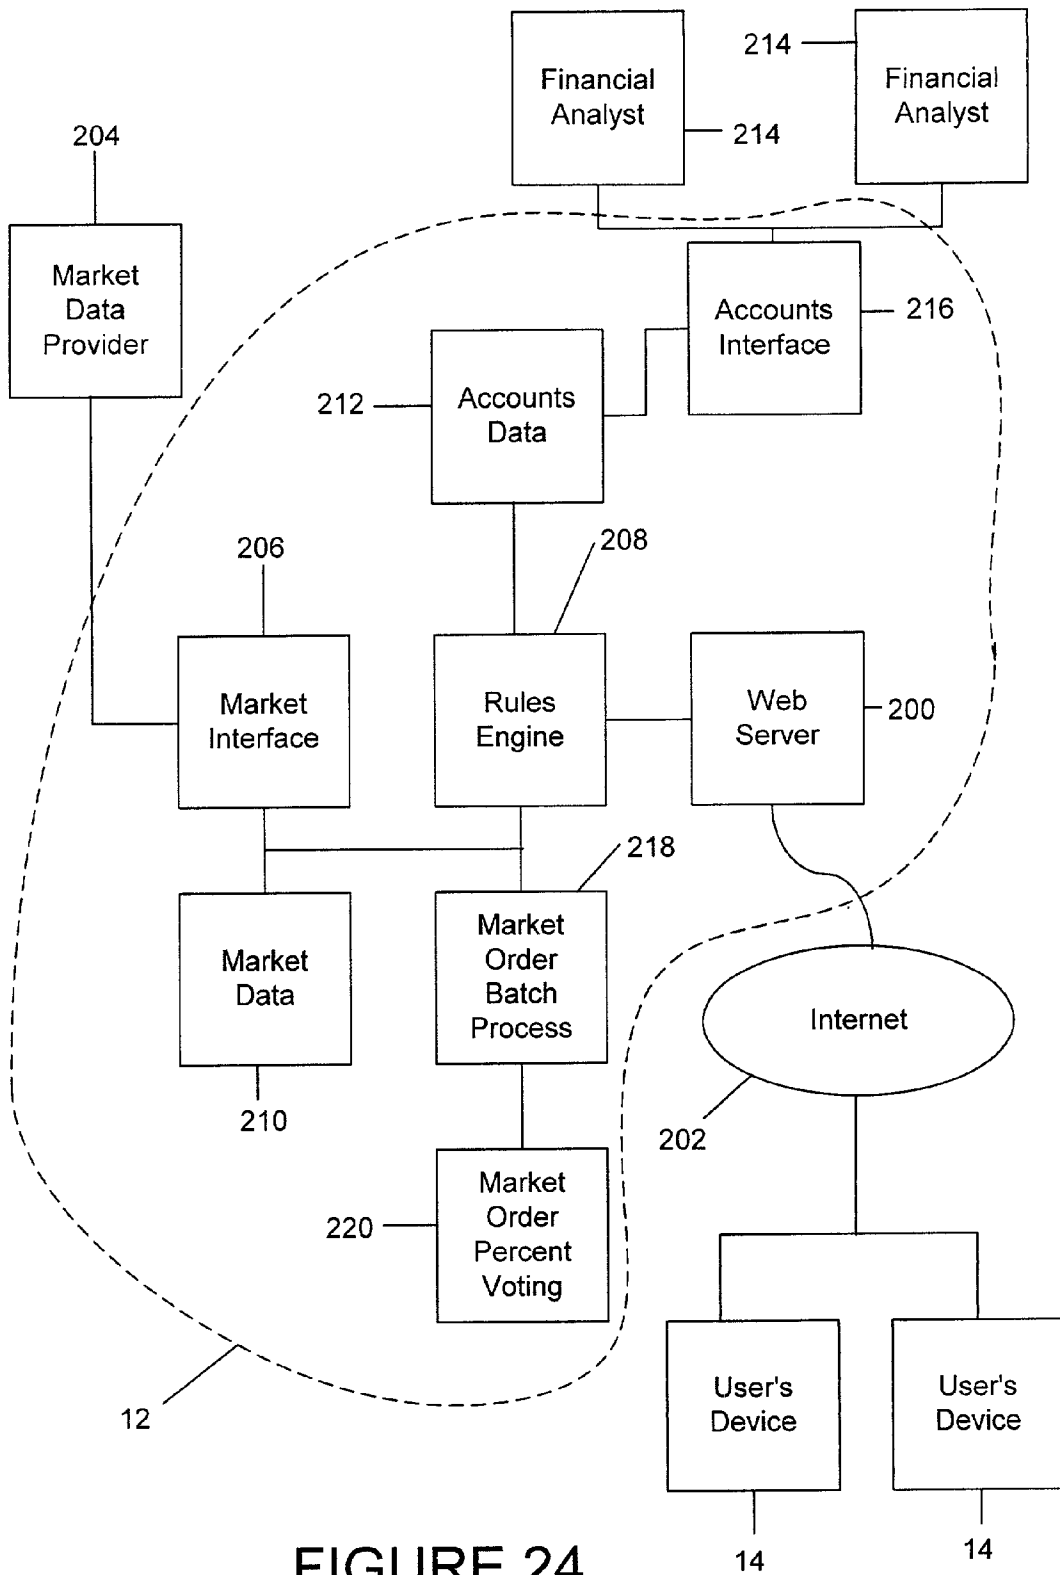 Financial
Analyst
214
214
Financial
Analyst
204
Market
Data
Provider
Accounts
Interface
216
212
Accounts
Data
206
208
Market
Interface
Rules
Engine
Web
Server
200
218
Market
Data
210
Market
Order
Batch
Process
Internet
202
220
Market
Order
Percent
Voting
12
User's
Device
User's
Device
14
14
FIGURE 24